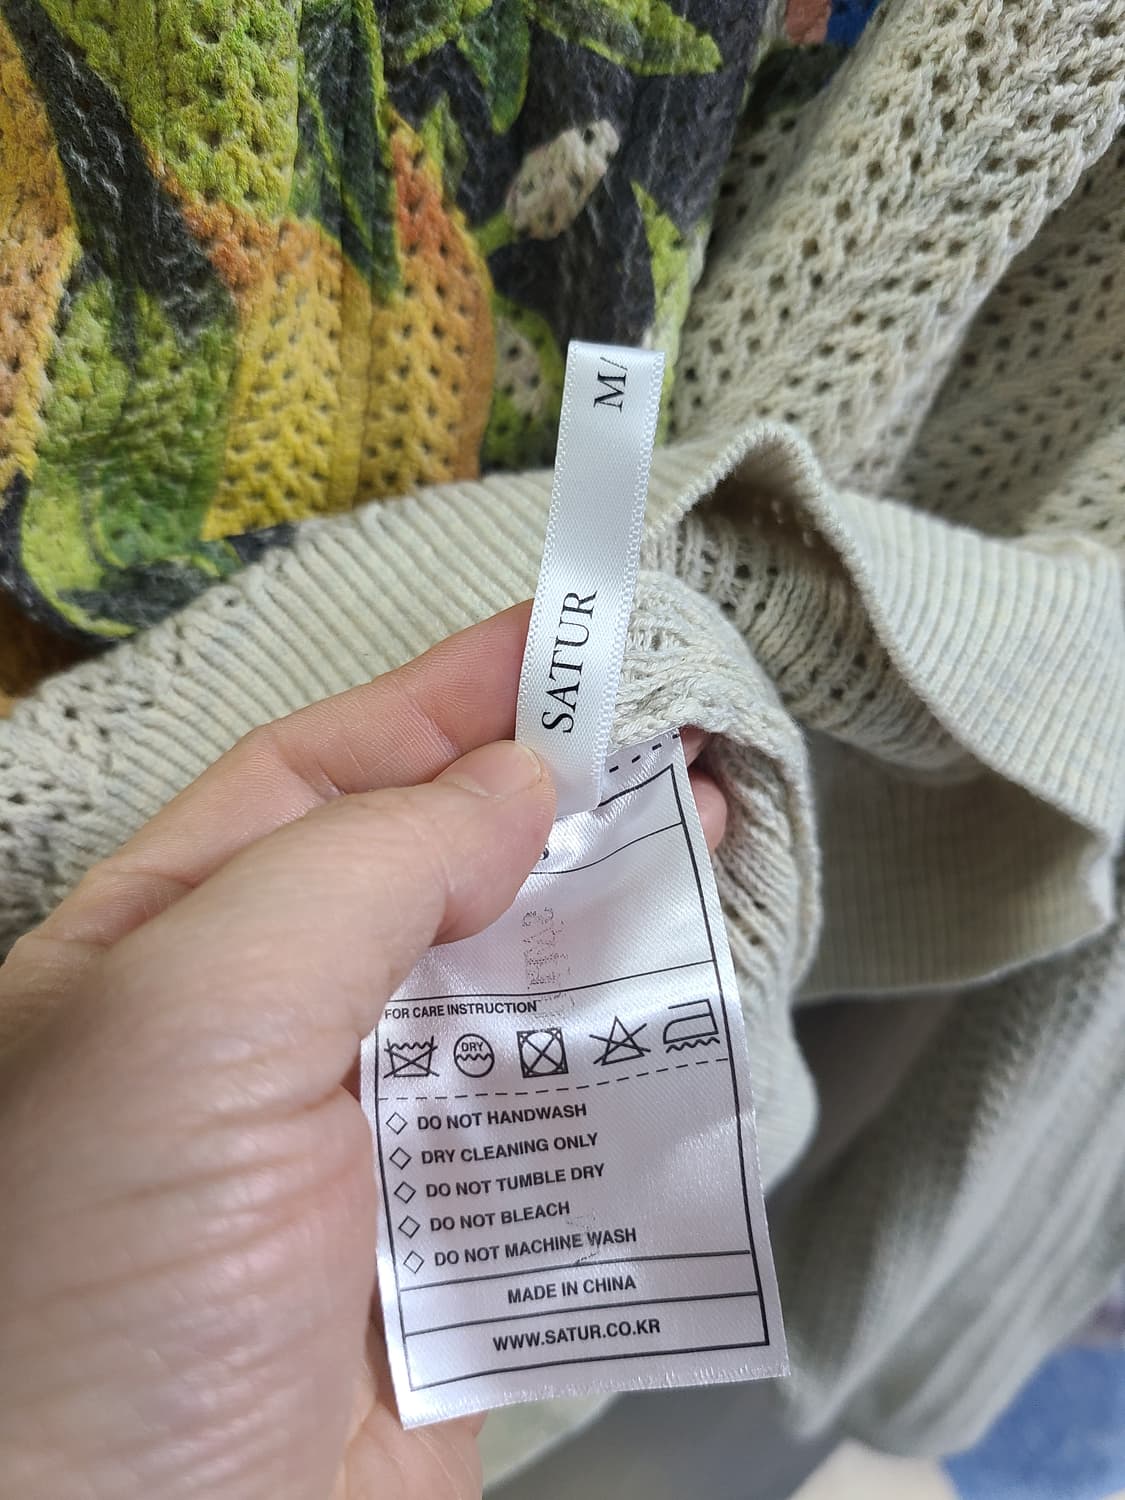 M/
SATUR
FOR CARE INSTRUCTION
DRY
DO NOT HANDWASH
DRY CLEANING ONLY
DO NOT TUMBLE DRY
DO NOT BLEACH
DO NOT MACHINE WASH
MADE IN CHINA
WWW.SATUR.CO.KR